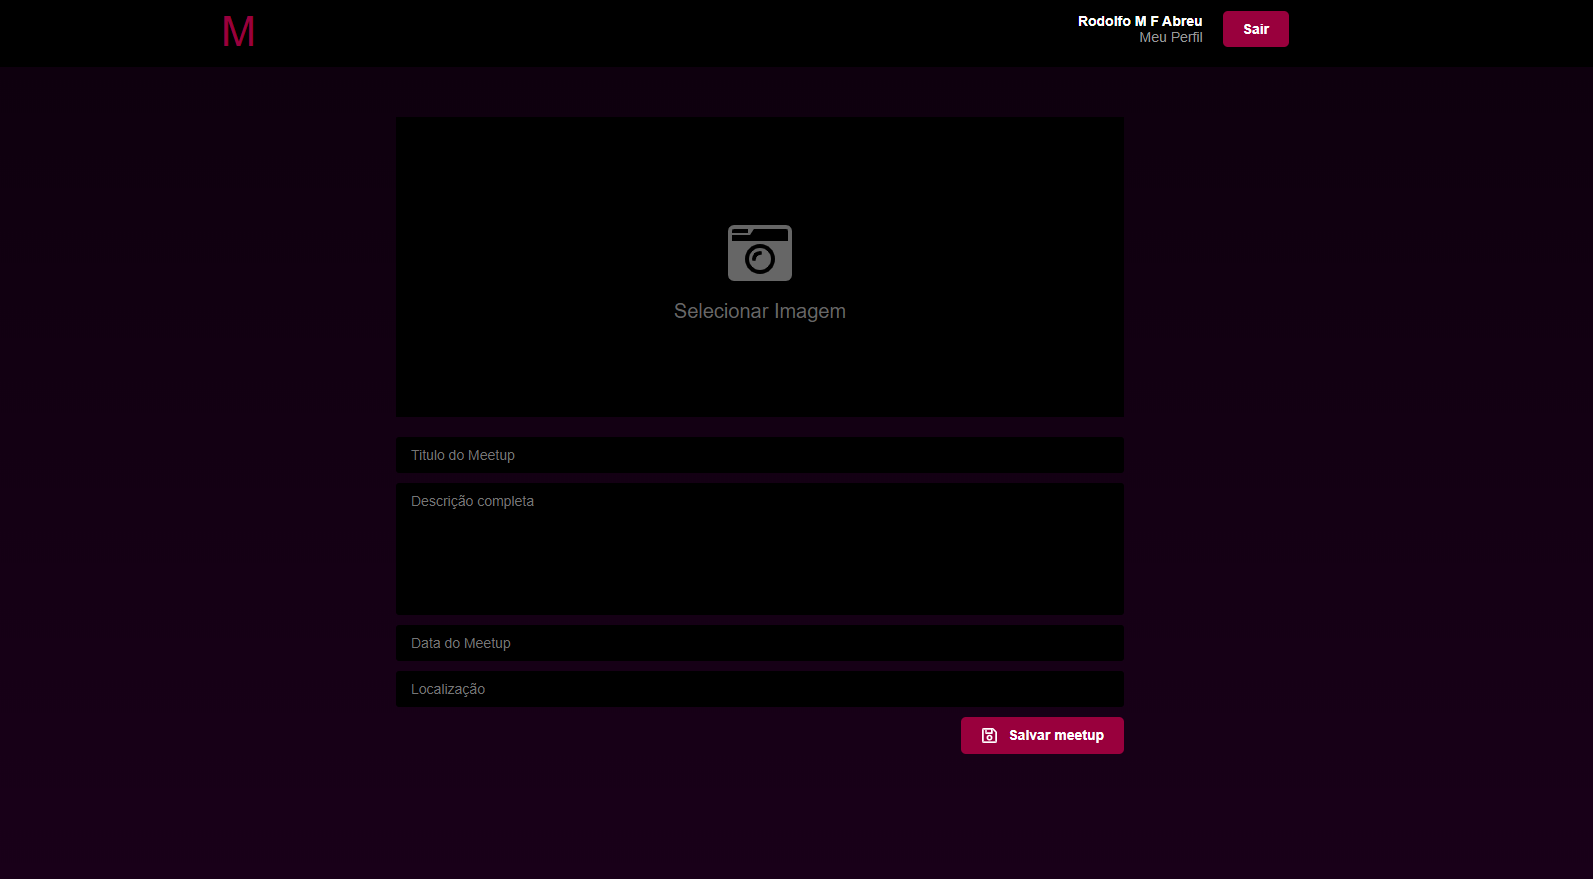 M
Rodolfo M F Abreu
Meu Perfil
Sair
Selecionar Imagem
Titulo do Meetup
Descrição completa
Data do Meetup
Localização
Salvar meetup